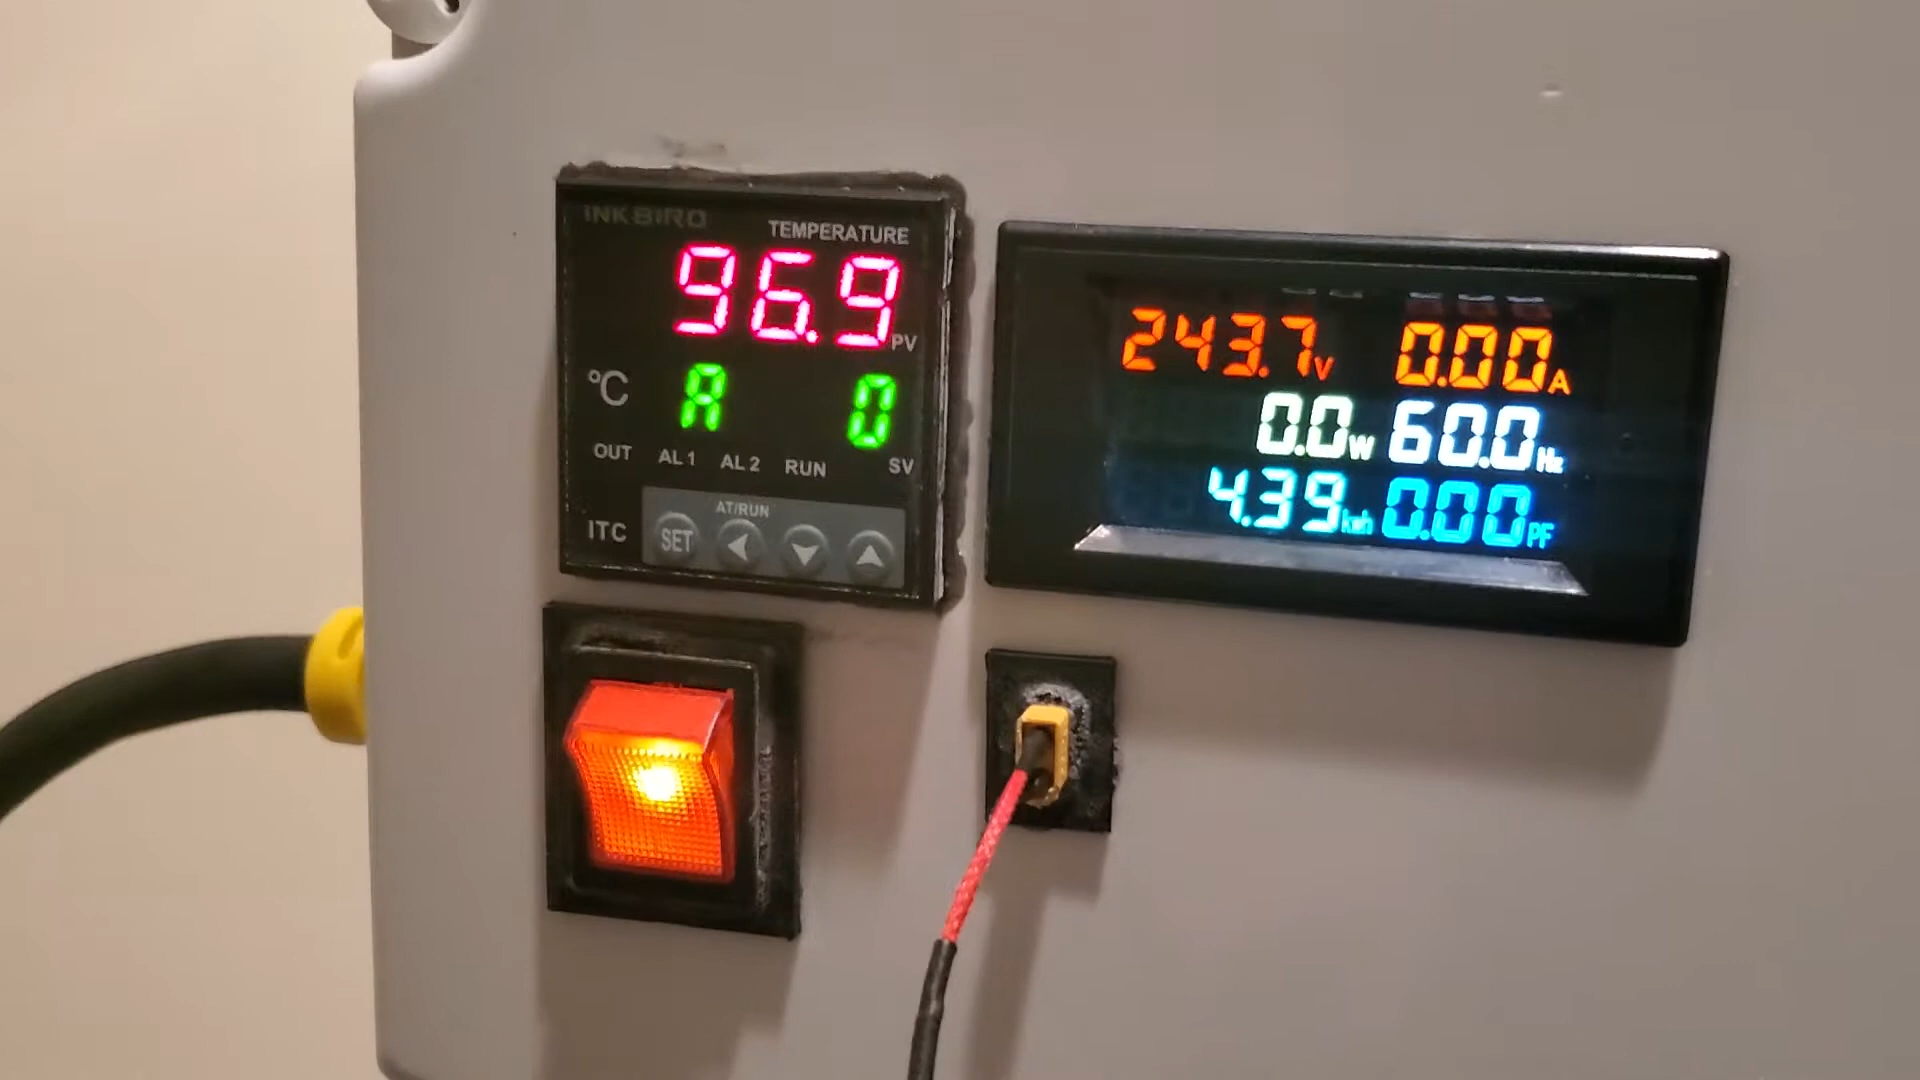 INKBIRD
TEMPERATURE
96.9 PV
°C A 0
OUT AL1 AL2 RUN SV
AT/RUN
ITC SET
243.7V 0.00A
0.0W 60.0Hz
4.39kwh 0.00PF